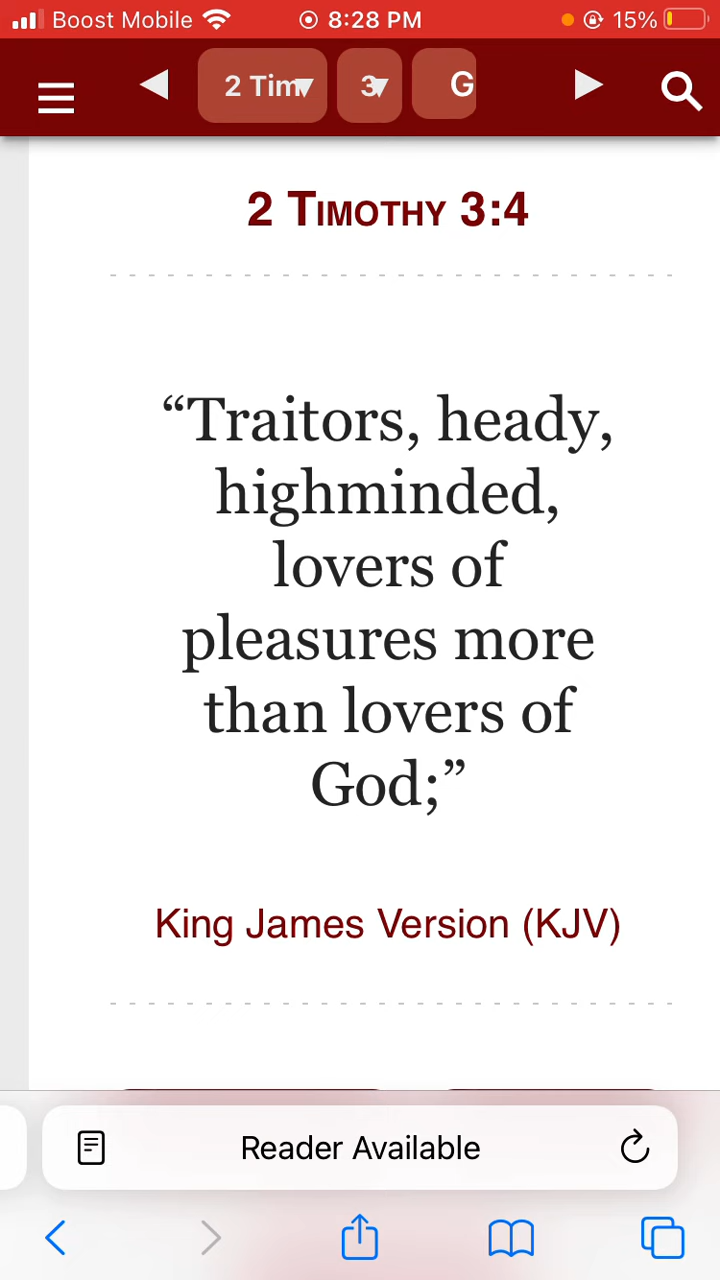 Boost Mobile 8:28 PM 15%
2 Tim 3 G
2 Timothy 3:4
“Traitors, heady,
highminded,
lovers of
pleasures more
than lovers of
God;”
King James Version (KJV)
Reader Available